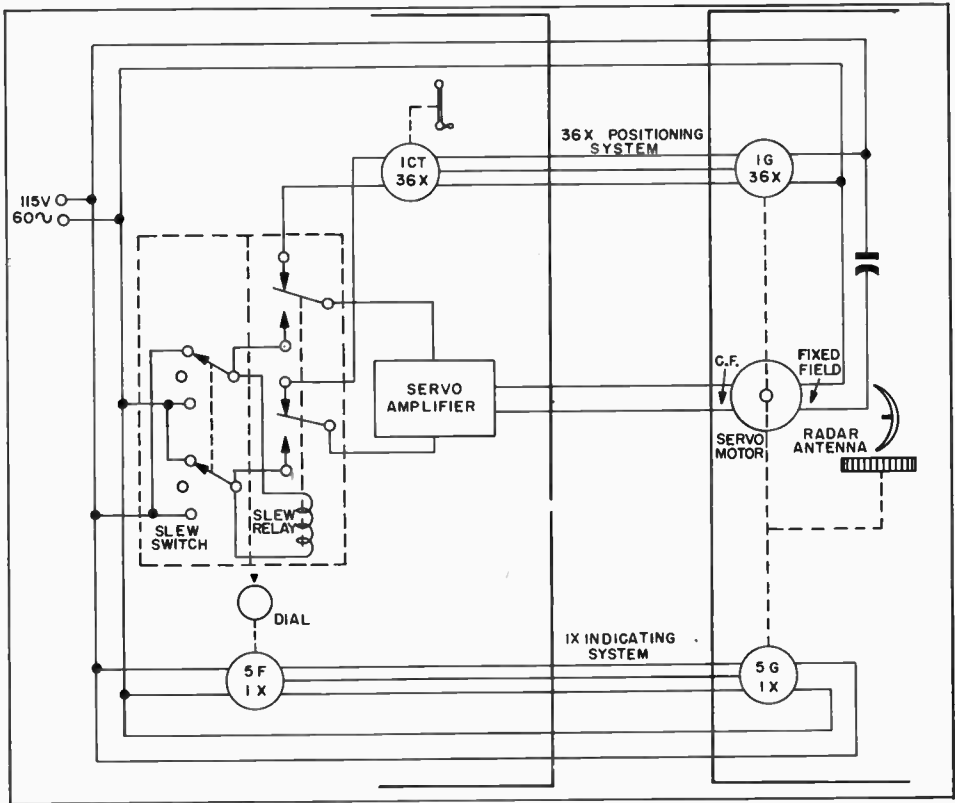 36X POSITIONING
SYSTEM
1CT
36X
1G
36X
115V
60~
SERVO
AMPLIFIER
C.F.
FIXED
FIELD
SERVO
MOTOR
RADAR
ANTENNA
SLEW
SWITCH
SLEW
RELAY
DIAL
1X INDICATING
SYSTEM
5F
1X
5G
1X